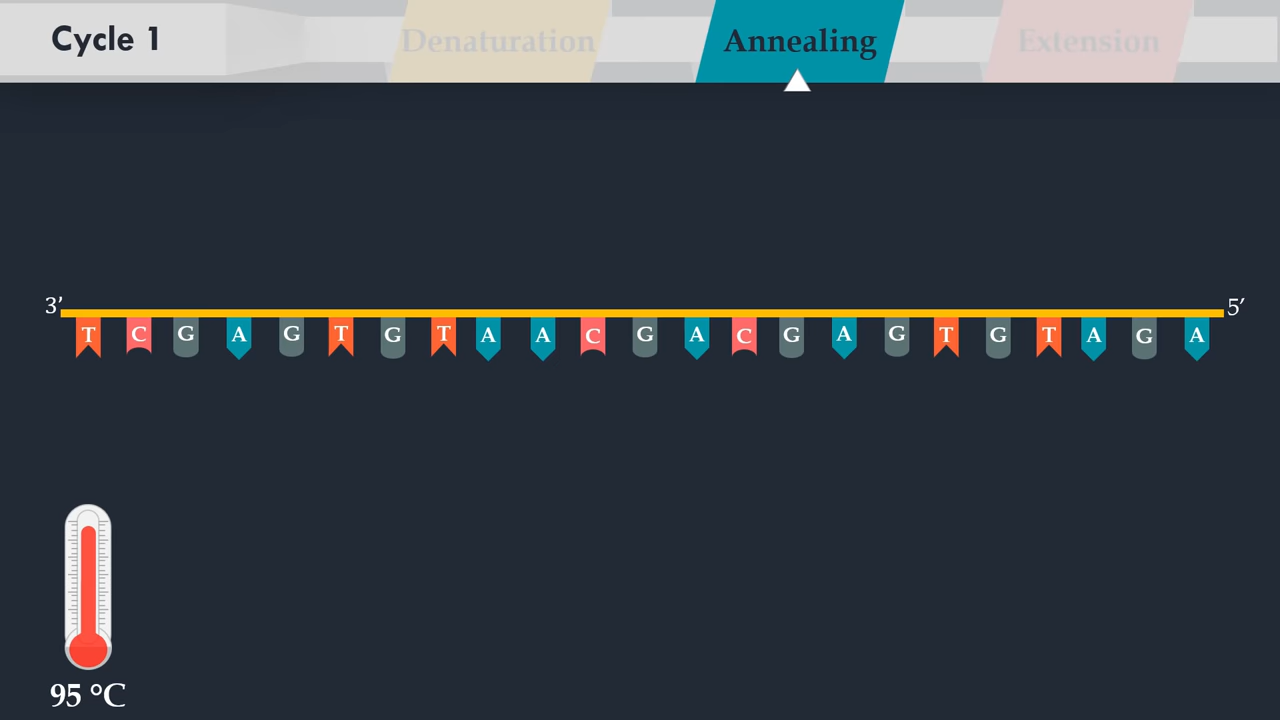 Cycle 1
Denaturation
Annealing
Extension
3’ 5′
T C G A G T G T A A C G A C G A G T G T A G A
95 °C